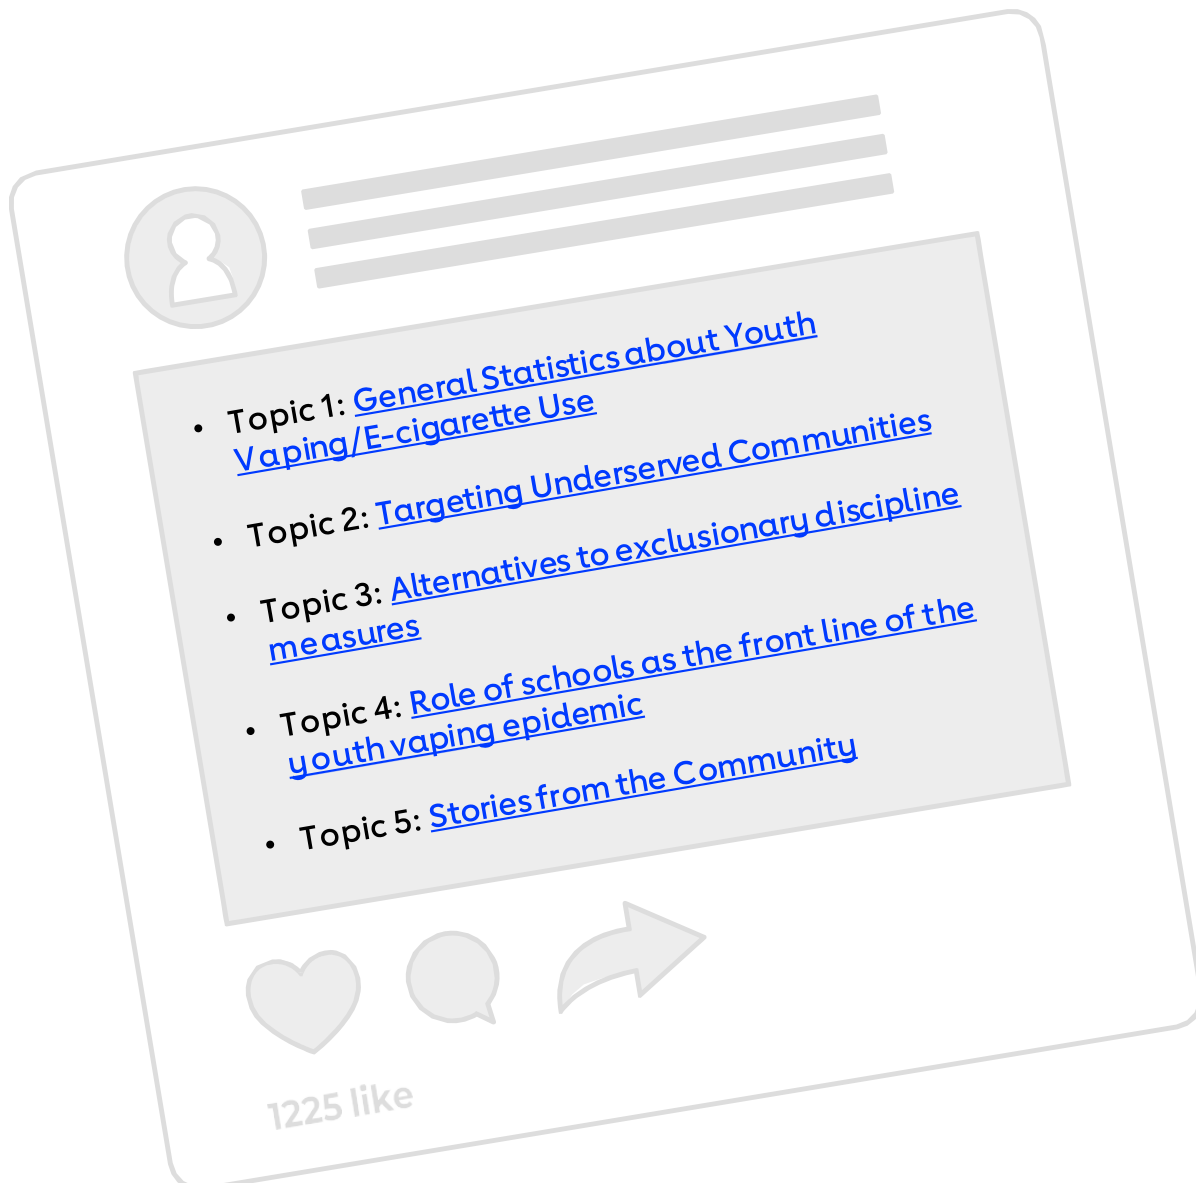 • Topic 1: General Statistics about Youth
Vaping/E-cigarette Use
• Topic 2: Targeting Underserved Communities
• Topic 3: Alternatives to exclusionary discipline
measures
• Topic 4: Role of schools as the front line of the
youth vaping epidemic
• Topic 5: Stories from the Community
1225 like